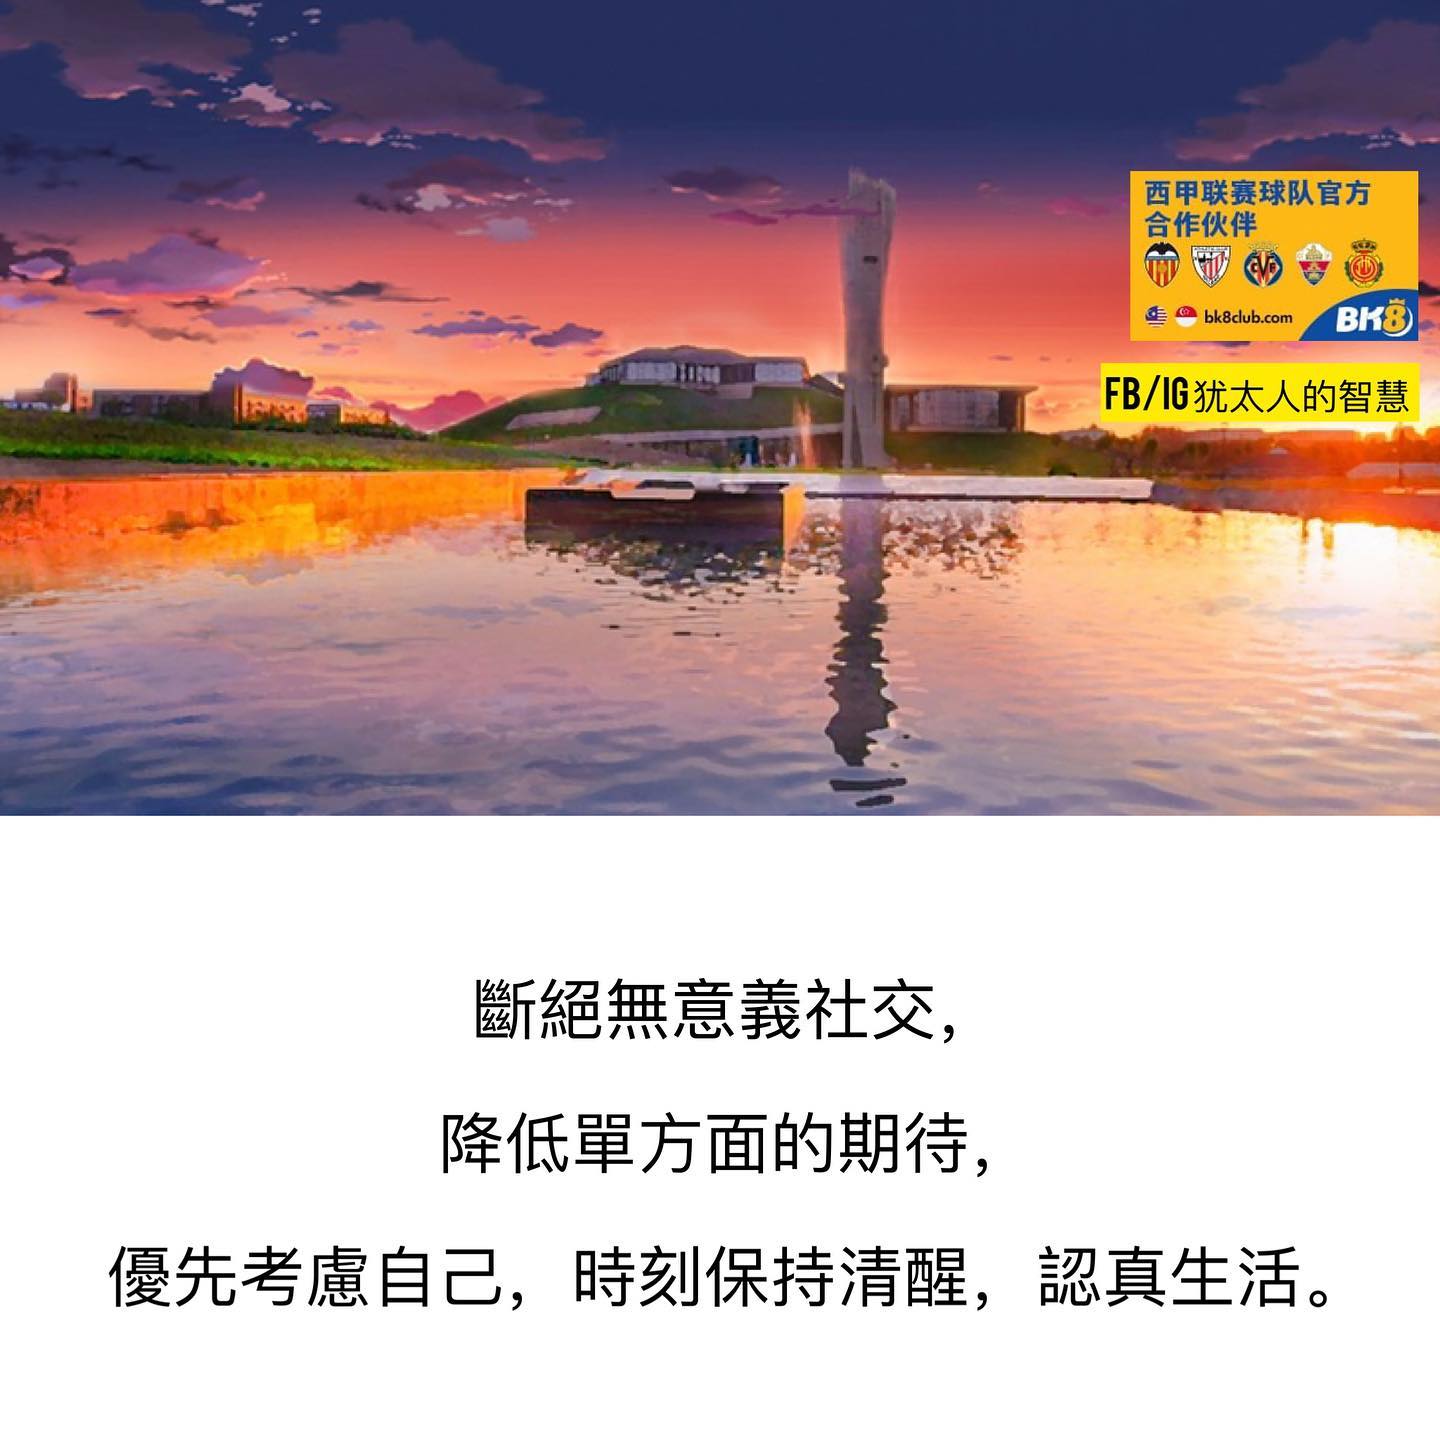 西甲联赛球队官方
合作伙伴
bk8club.com
BK8
FB/IG犹太人的智慧
斷絕無意義社交，
降低單方面的期待，
優先考慮自己，時刻保持清醒，認真生活。